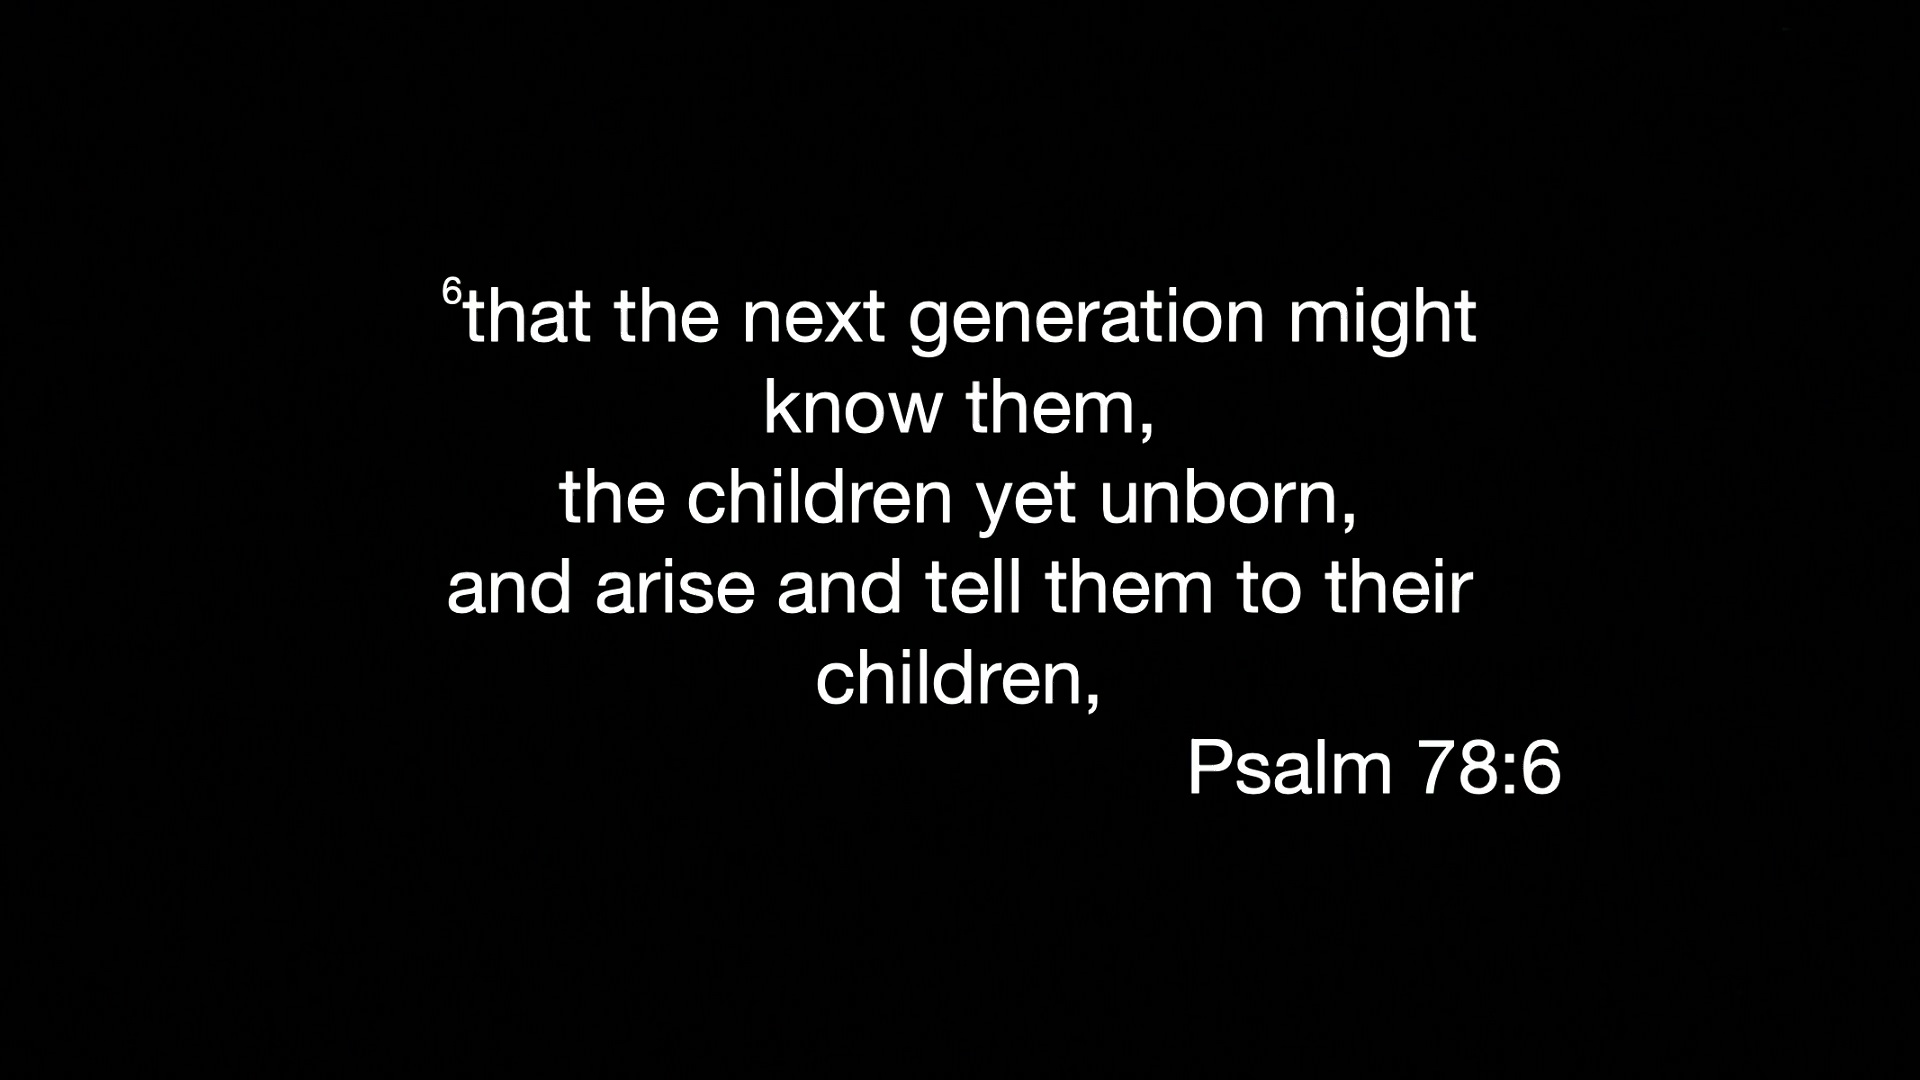 ⁶that the next generation might
know them,
the children yet unborn,
and arise and tell them to their
children,
Psalm 78:6